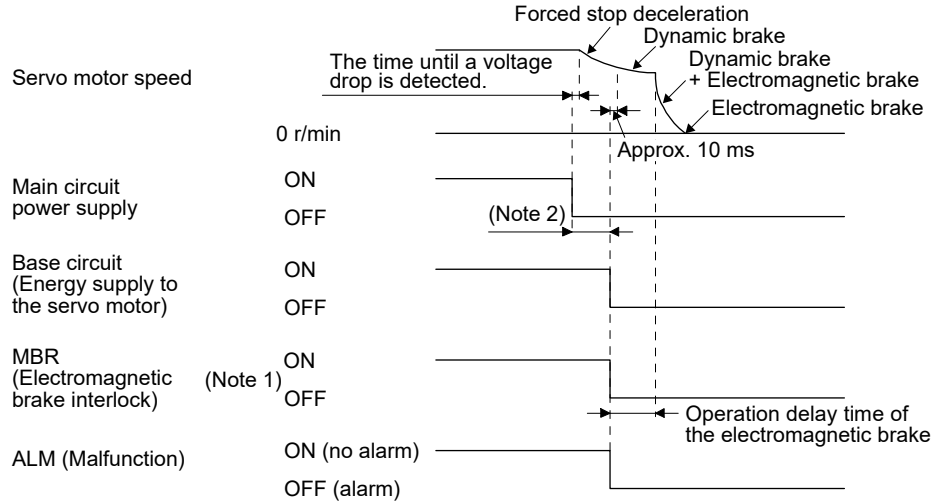 Forced stop deceleration
Dynamic brake
The time until a voltage
drop is detected.
Dynamic brake
+ Electromagnetic brake
Servo motor speed
Electromagnetic brake
0 r/min
Approx. 10 ms
Main circuit
power supply
ON
OFF
(Note 2)
Base circuit
(Energy supply to
the servo motor)
ON
OFF
MBR
(Electromagnetic
brake interlock)
(Note 1)
ON
OFF
Operation delay time of
the electromagnetic brake
ALM (Malfunction)
ON (no alarm)
OFF (alarm)